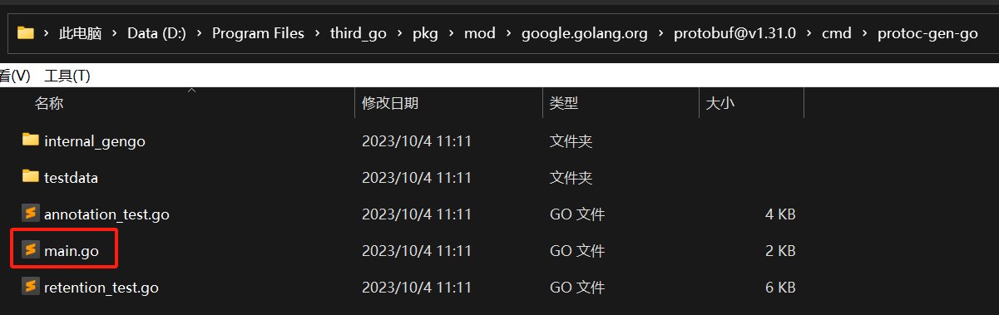 此电脑 > Data (D:) > Program Files > third_go > pkg > mod > google.golang.org > protobuf@v1.31.0 > cmd > protoc-gen-go
看(V) 工具(T)
名称 修改日期 类型 大小
internal_gengo 2023/10/4 11:11 文件夹
testdata 2023/10/4 11:11 文件夹
annotation_test.go 2023/10/4 11:11 GO 文件 4 KB
main.go 2023/10/4 11:11 GO 文件 2 KB
retention_test.go 2023/10/4 11:11 GO 文件 6 KB